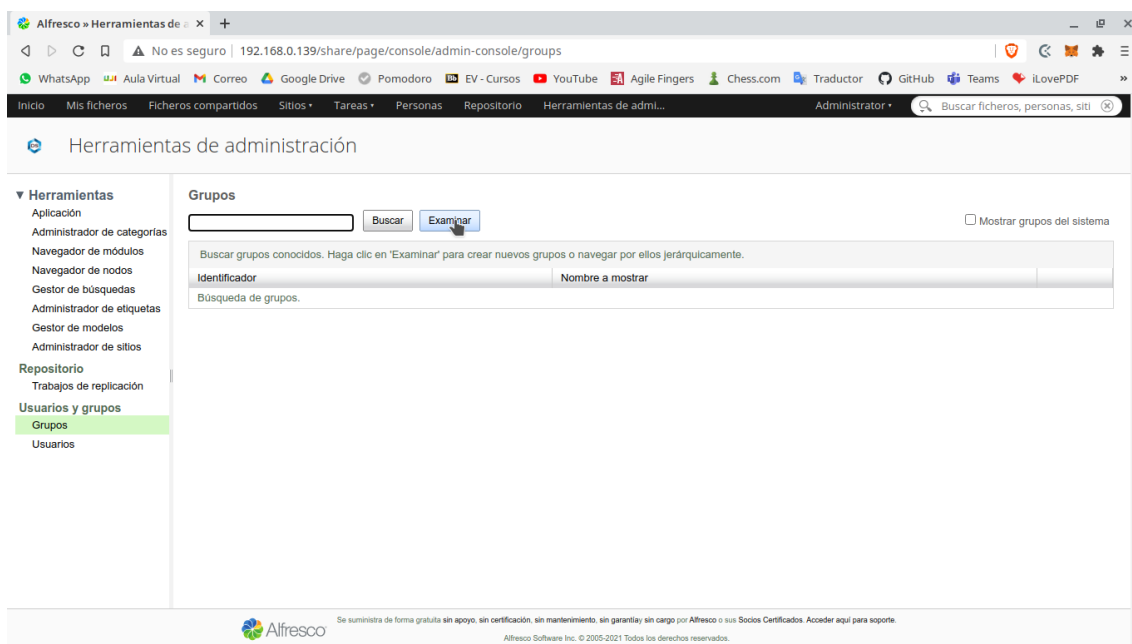 Alfresco » Herramientas de a
No es seguro 192.168.0.139/share/page/console/admin-console/groups
WhatsApp Aula Virtual Correo Google Drive Pomodoro EV - Cursos YouTube Agile Fingers Chess.com Traductor GitHub Teams iLovePDF
Inicio Mis ficheros Ficheros compartidos Sitios Tareas Personas Repositorio Herramientas de admi... Administrator Buscar ficheros, personas, siti
Herramientas de administración
Herramientas
Aplicación
Administrador de categorías
Navegador de módulos
Navegador de nodos
Gestor de búsquedas
Administrador de etiquetas
Gestor de modelos
Administrador de sitios
Repositorio
Trabajos de replicación
Usuarios y grupos
Grupos
Usuarios
Grupos
Buscar Examinar Mostrar grupos del sistema
Buscar grupos conocidos. Haga clic en 'Examinar' para crear nuevos grupos o navegar por ellos jerárquicamente.
Identificador Nombre a mostrar
Búsqueda de grupos.
Alfresco
Se suministra de forma gratuita sin apoyo, sin certificación, sin mantenimiento, sin garantíay sin cargo por Alfresco o sus Socios Certificados. Acceder aquí para soporte.
Alfresco Software Inc. © 2005-2021 Todos los derechos reservados.